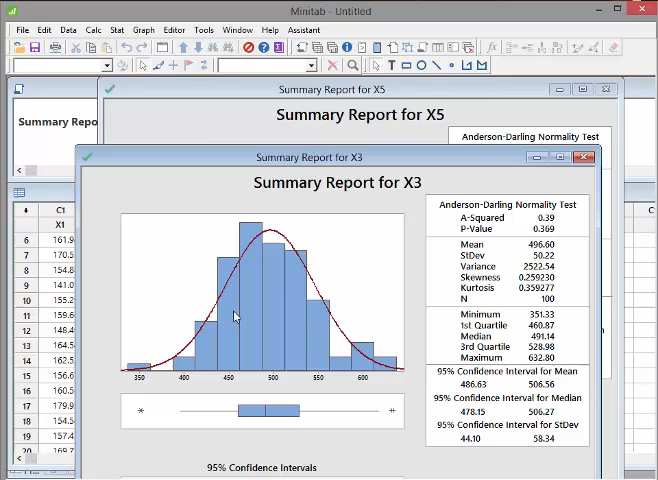 Minitab - Untitled
File Edit Data Calc Stat Graph Editor Tools Window Help Assistant
Summary Report for X5
Summary Repo
Summary Report for X5
Anderson-Darling Normality Test
Summary Report for X3
Summary Report for X3
Anderson-Darling Normality Test
A-Squared 0.39
P-Value 0.369
Mean 496.60
StDev 50.22
Variance 2522.54
Skewness 0.259230
Kurtosis 0.359277
N 100
Minimum 351.33
1st Quartile 460.87
Median 491.14
3rd Quartile 528.98
Maximum 632.80
95% Confidence Interval for Mean
486.63 506.56
95% Confidence Interval for Median
478.15 506.27
95% Confidence Interval for StDev
44.10 58.34
350 400 450 500 550 600
95% Confidence Intervals
C1
X1
6 161.9
7 170.5
8 154.8
9 141.0
10 155.2
11 159.6
12 148.4
13 164.5
14 162.5
15 166.3
16 160.5
17 179.9
18 154.5
19 157.4
20 169.7